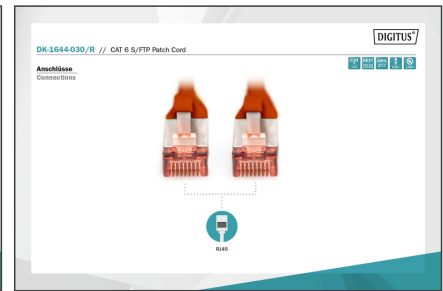 DIGITUS®
DK-1644-030/R // CAT 6 S/FTP Patch Cord
Anschlüsse
Connections
RJ45